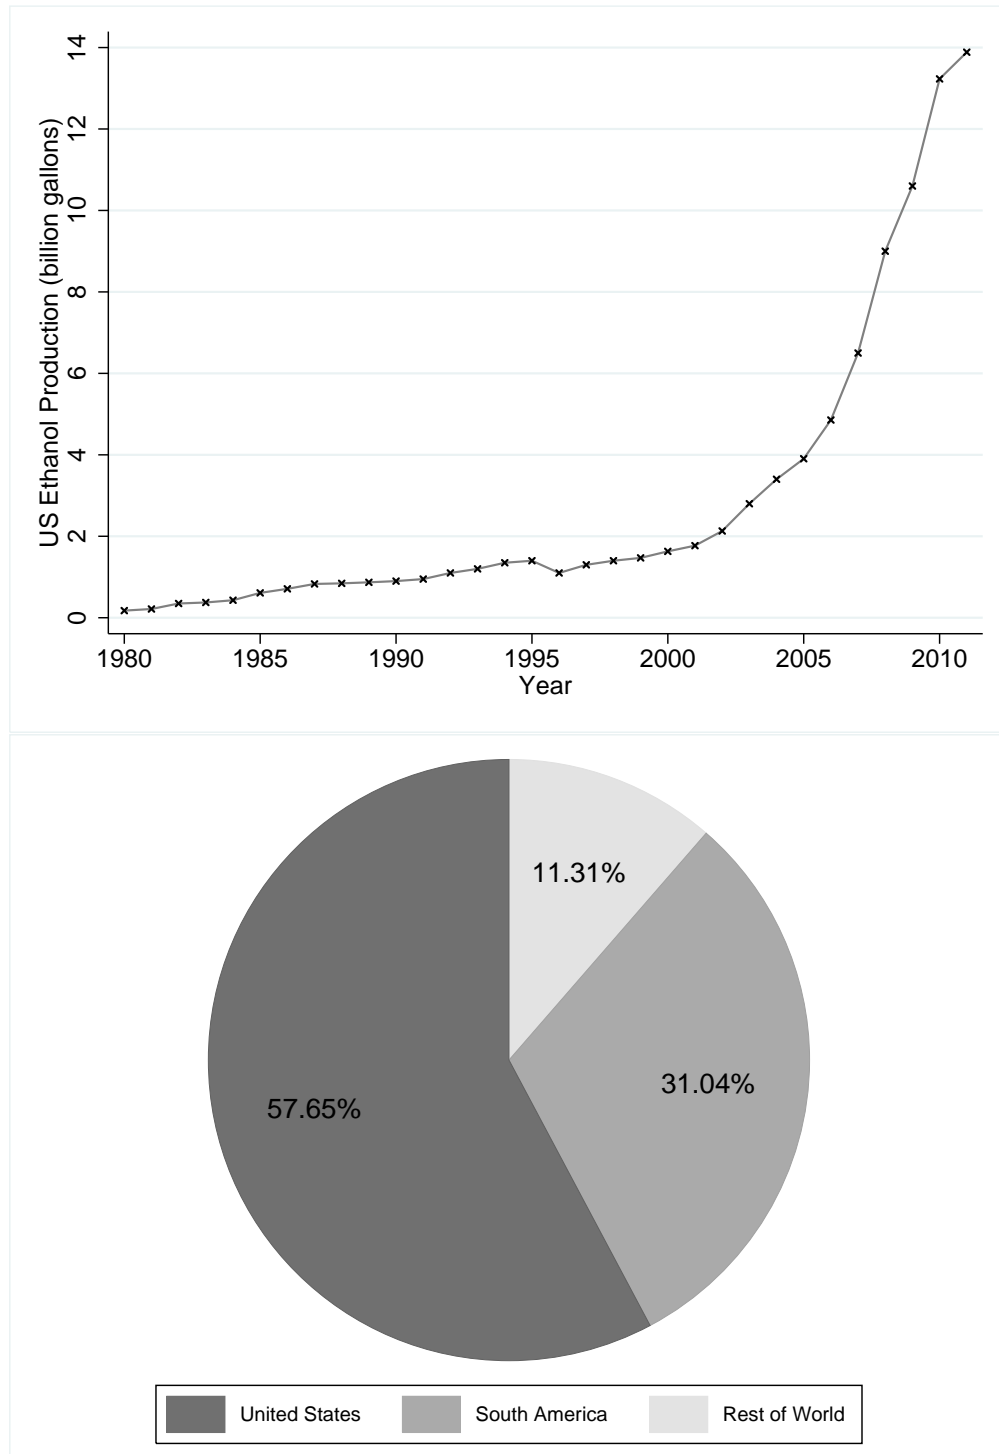 US Ethanol Production (billion gallons)
14
12
10
8
6
4
2
0
1980 1985 1990 1995 2000 2005 2010
Year
11.31%
31.04%
57.65%
United States South America Rest of World